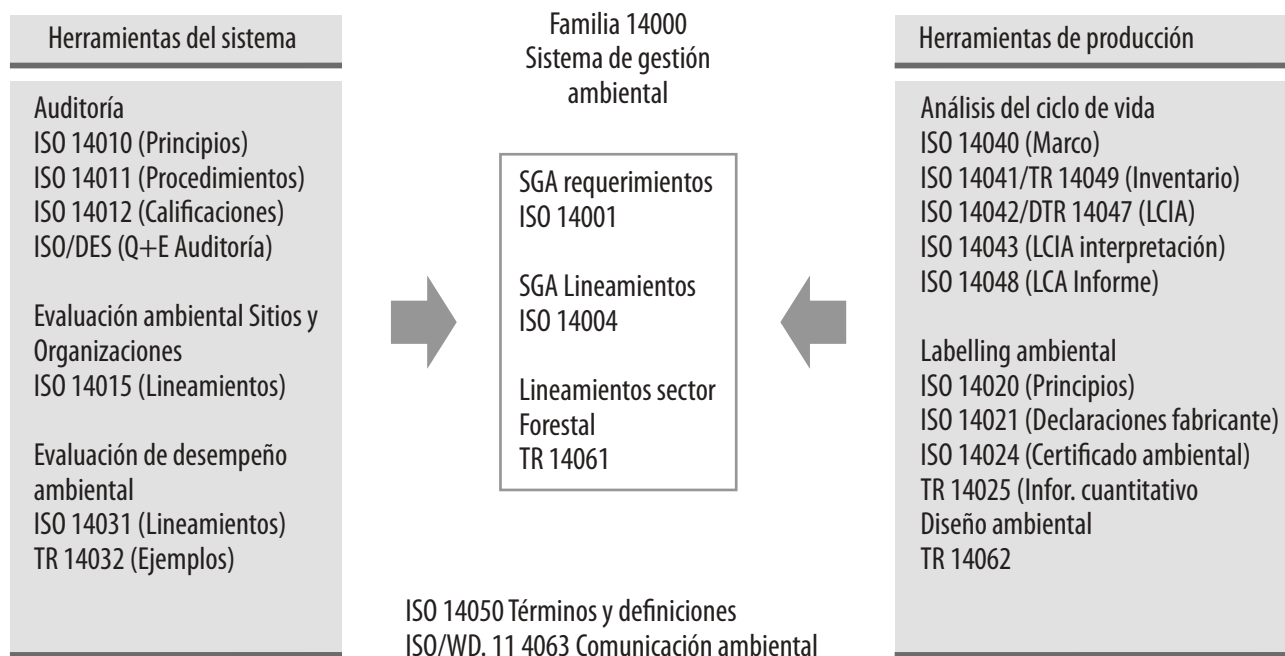 Herramientas del sistema
Auditoría
ISO 14010 (Principios)
ISO 14011 (Procedimientos)
ISO 14012 (Calificaciones)
ISO/DES (Q+E Auditoría)
Evaluación ambiental Sitios y
Organizaciones
ISO 14015 (Lineamientos)
Evaluación de desempeño
ambiental
ISO 14031 (Lineamientos)
TR 14032 (Ejemplos)
Familia 14000
Sistema de gestión
ambiental
SGA requerimientos
ISO 14001
SGA Lineamientos
ISO 14004
Lineamientos sector
Forestal
TR 14061
ISO 14050 Términos y definiciones
ISO/WD. 11 4063 Comunicación ambiental
Herramientas de producción
Análisis del ciclo de vida
ISO 14040 (Marco)
ISO 14041/TR 14049 (Inventario)
ISO 14042/DTR 14047 (LCIA)
ISO 14043 (LCIA interpretación)
ISO 14048 (LCA Informe)
Labelling ambiental
ISO 14020 (Principios)
ISO 14021 (Declaraciones fabricante)
ISO 14024 (Certificado ambiental)
TR 14025 (Infor. cuantitativo
Diseño ambiental
TR 14062